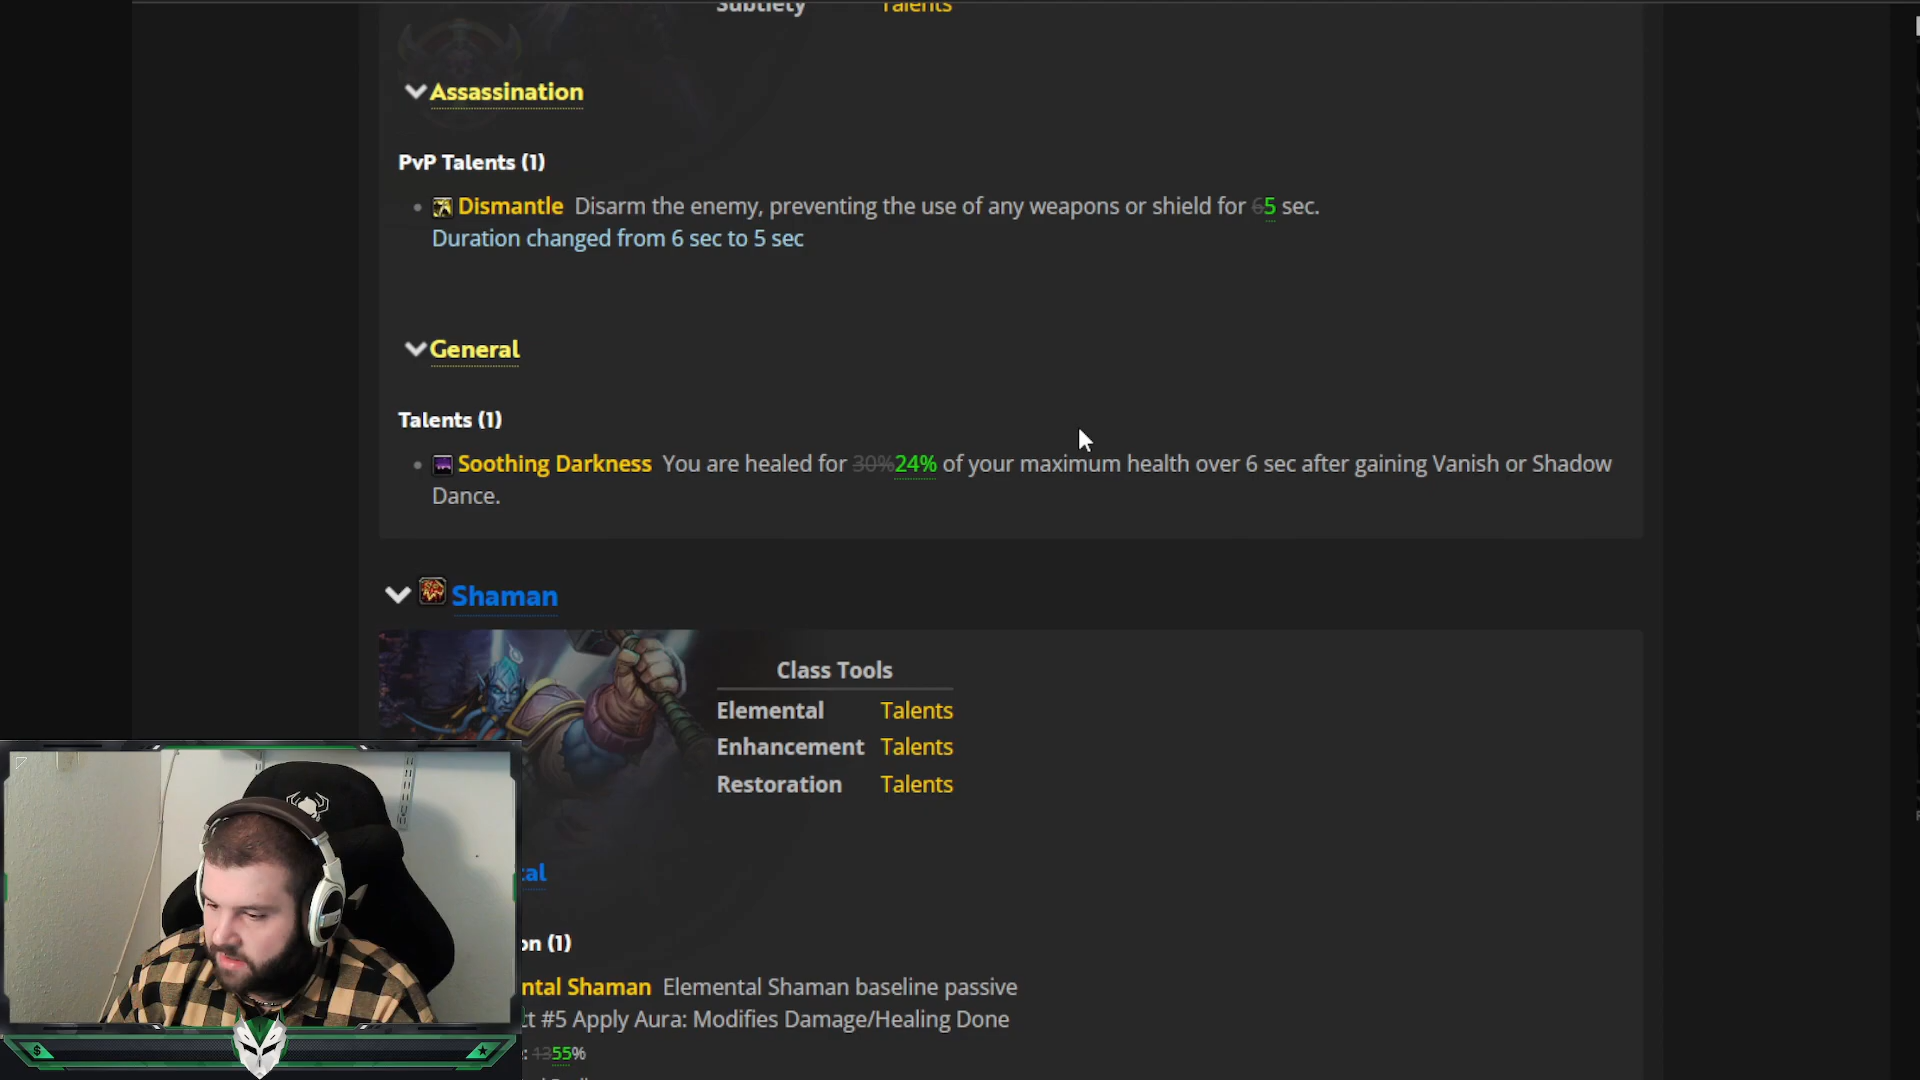 Subtlety Talents
Assassination
PvP Talents (1)
Dismantle Disarm the enemy, preventing the use of any weapons or shield for 65 sec.
Duration changed from 6 sec to 5 sec
General
Talents (1)
Soothing Darkness You are healed for 30%24% of your maximum health over 6 sec after gaining Vanish or Shadow
Dance.
Shaman
Class Tools
Elemental Talents
Enhancement Talents
Restoration Talents
tal
on (1)
ntal Shaman Elemental Shaman baseline passive
ct #5 Apply Aura: Modifies Damage/Healing Done
: 1355%